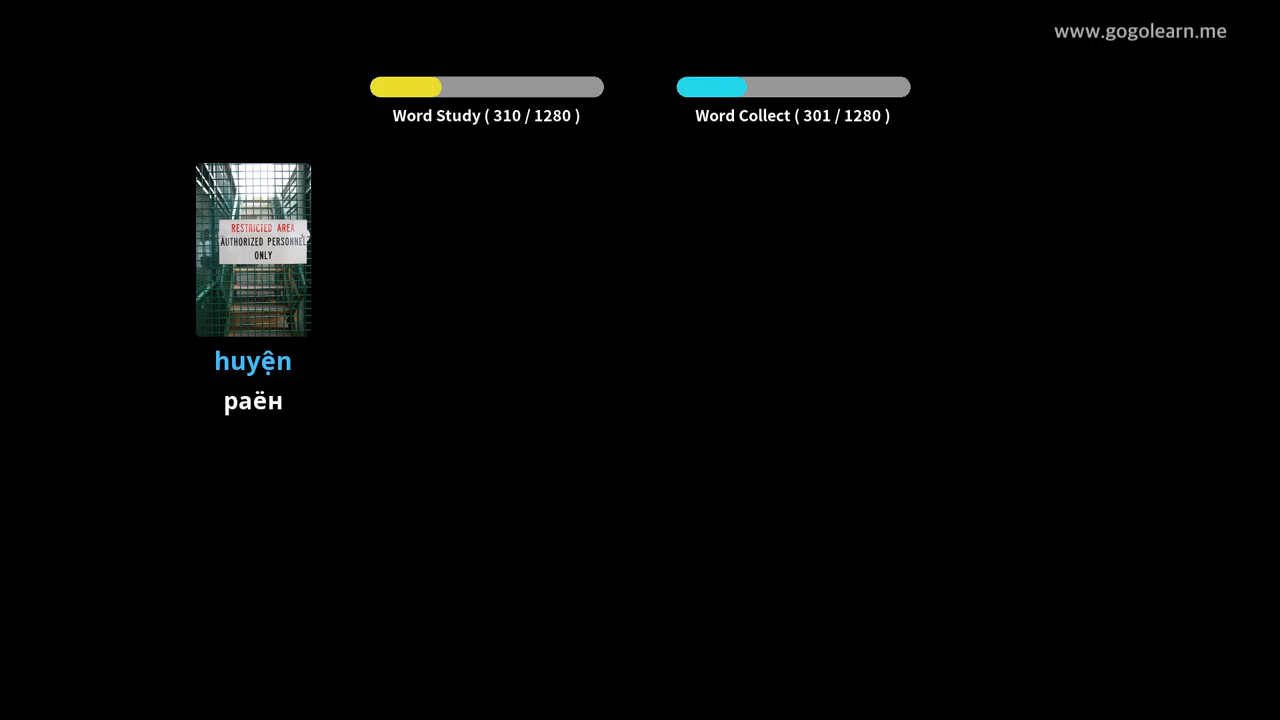 www.gogolearn.me
Word Study ( 310 / 1280 )
Word Collect ( 301 / 1280 )
RESTRICTED AREA
AUTHORIZED PERSONNEL
ONLY
huyện
раён